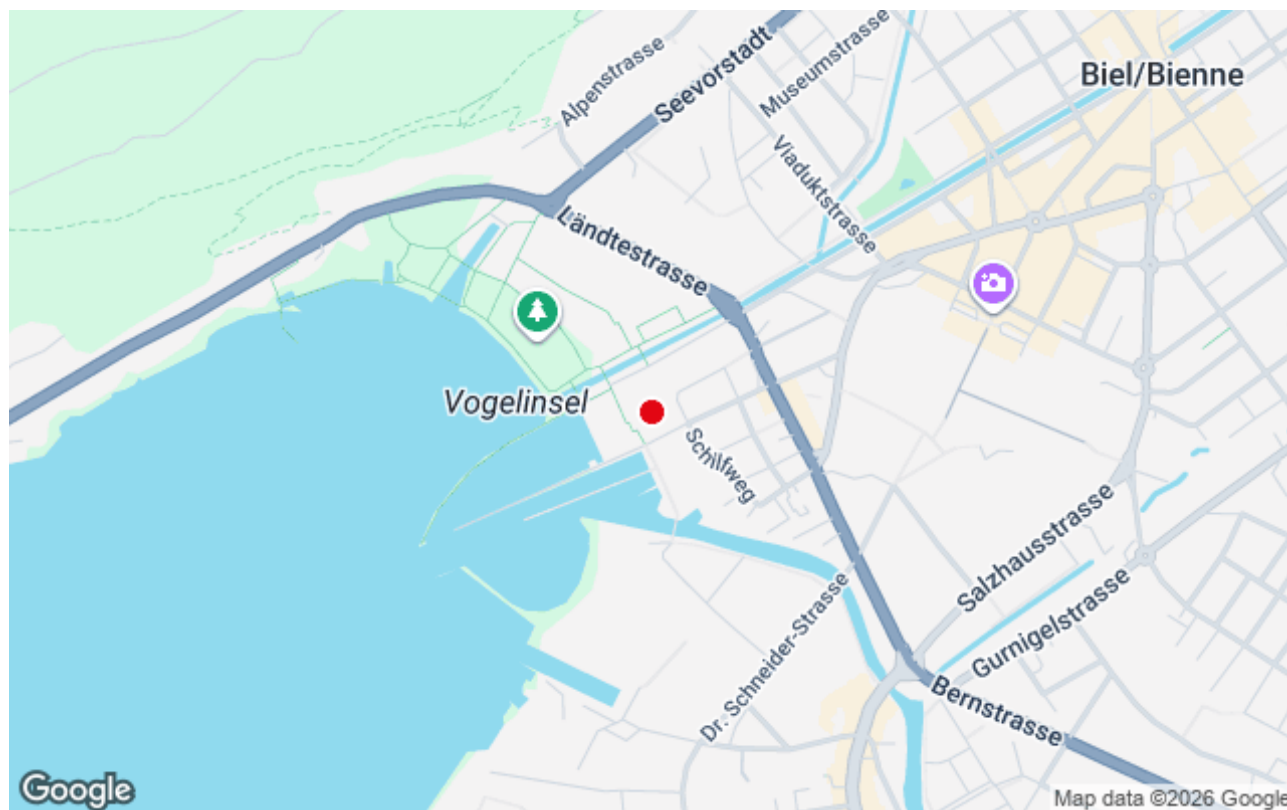 Alpenstrasse
Seevorstadt
Museumstrasse
Biel/Bienne
Viaduktstrasse
Ländtestrasse
Vogelinsel
Schilfweg
Salzhausstrasse
Gurnigelstrasse
Dr. Schneider-Strasse
Bernstrasse
Google
Map data ©2026 Google